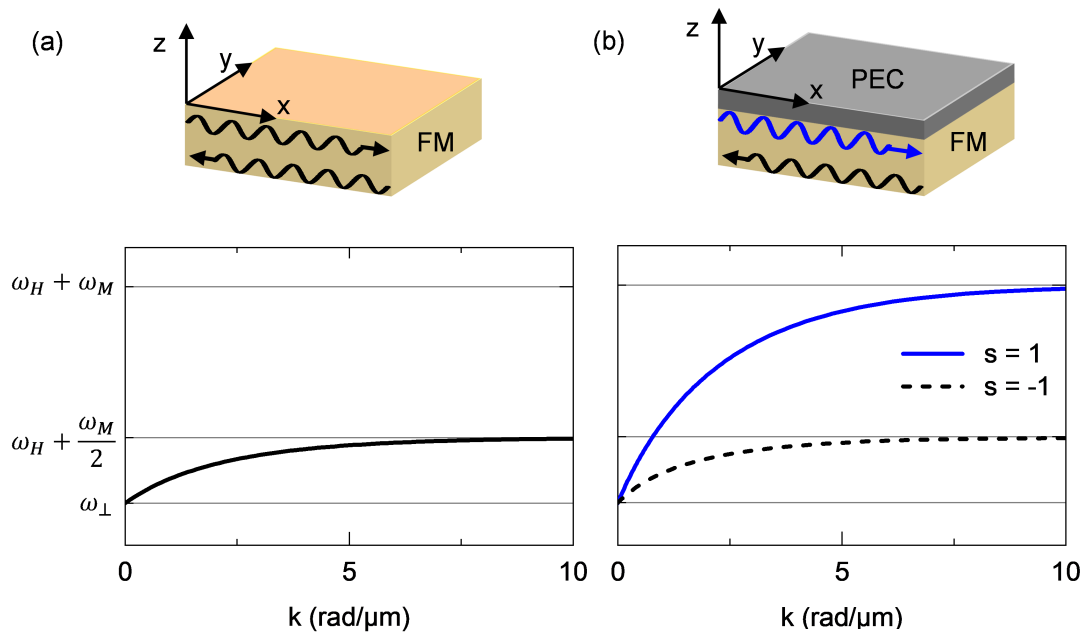 (a)
z
y
x
FM
(b)
z
y
x
PEC
FM
ω_H + ω_M
ω_H + ω_M/2
ω_⊥
0
5
10
k (rad/μm)
s = 1
s = -1
0
5
10
k (rad/μm)